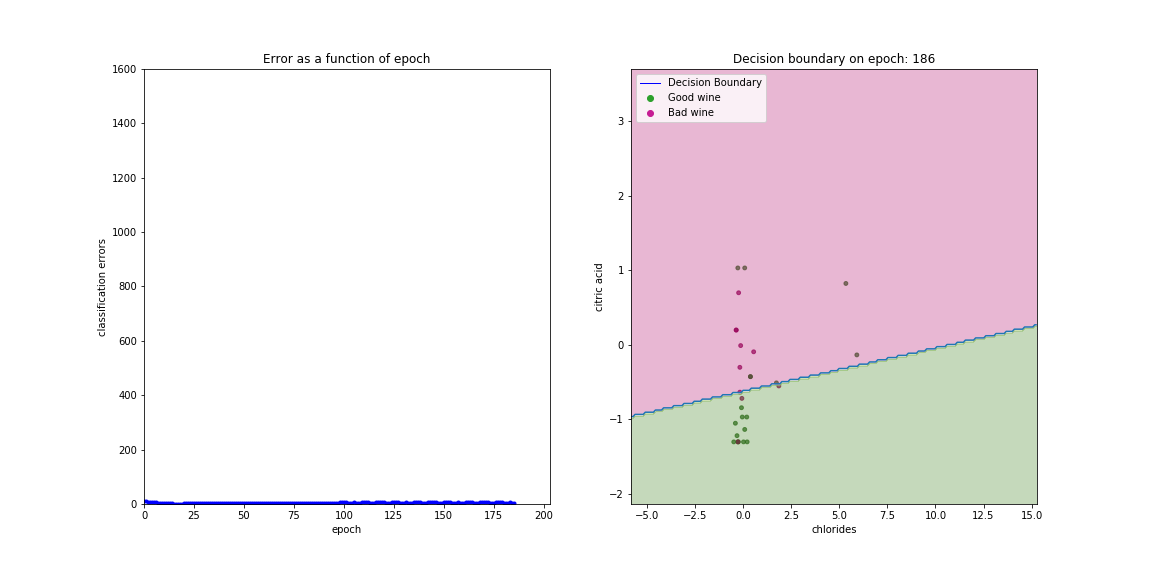 Error as a function of epoch
1600
1400
1200
1000
800
600
400
200
0
classification errors
0 25 50 75 100 125 150 175 200
epoch
Decision boundary on epoch: 186
Decision Boundary
Good wine
Bad wine
3
2
1
0
−1
−2
citric acid
−5.0 −2.5 0.0 2.5 5.0 7.5 10.0 12.5 15.0
chlorides